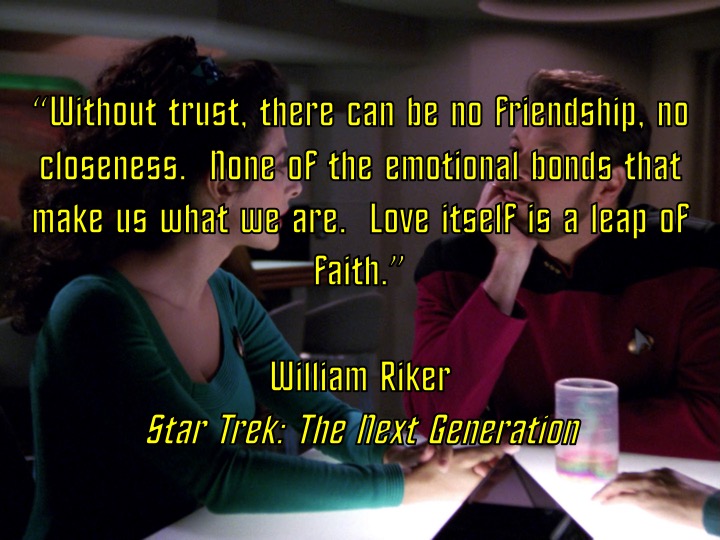 “Without trust, there can be no friendship, no
closeness.  None of the emotional bonds that
make us what we are.  Love itself is a leap of
faith.”
William Riker
Star Trek: The Next Generation